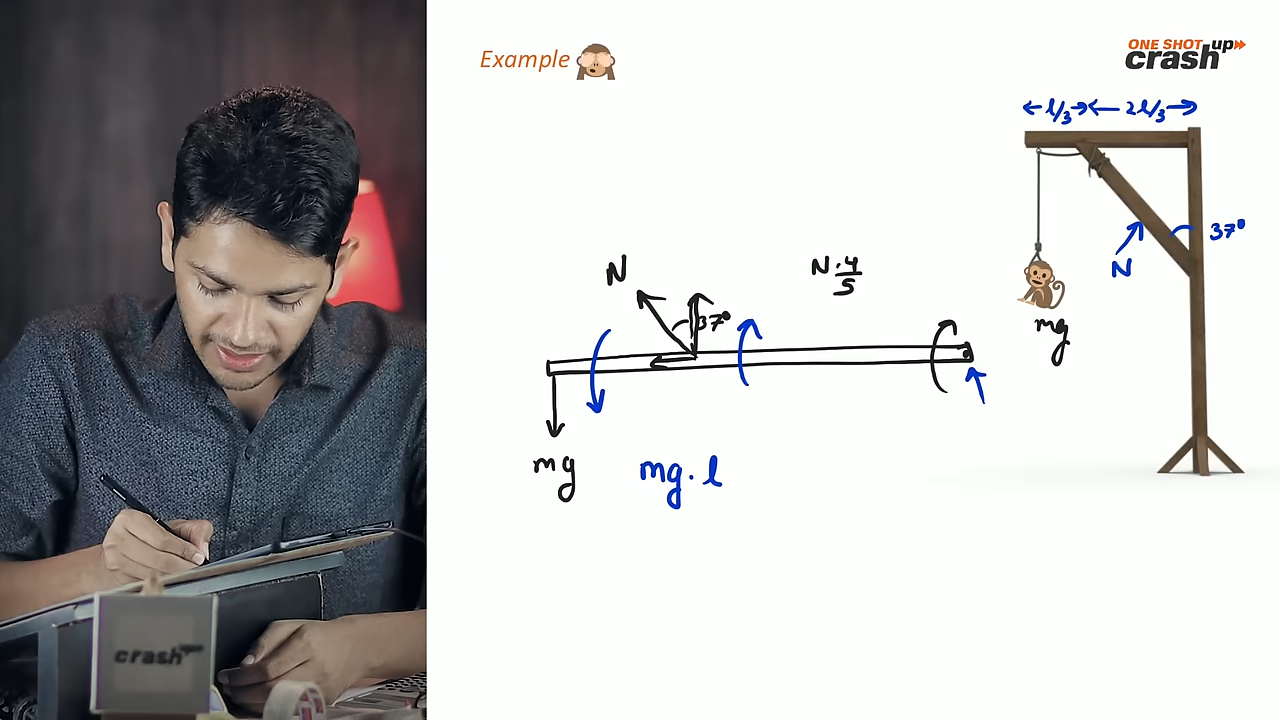 Example
ONE SHOT
crash up
l/3 2l/3
37°
N
mg
N
37°
N · 4/5
mg
mg · l
crash